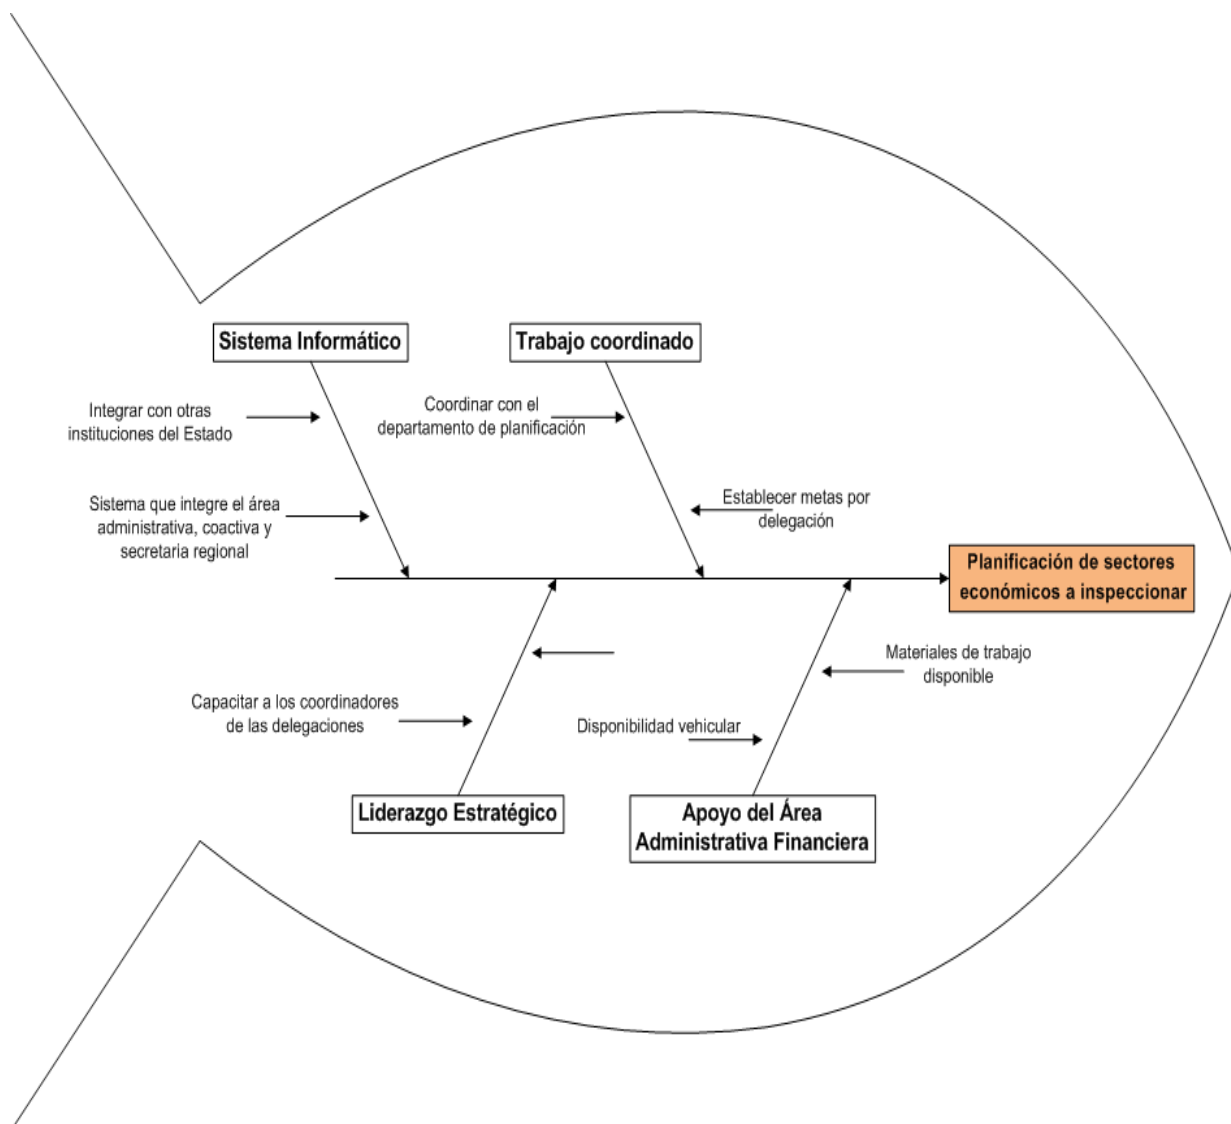 Sistema Informático
Trabajo coordinado
Integrar con otras
instituciones del Estado
Coordinar con el
departamento de planificación
Sistema que integre el área
administrativa, coactiva y
secretaria regional
Establecer metas por
delegación
Planificación de sectores
económicos a inspeccionar
Materiales de trabajo
disponible
Capacitar a los coordinadores
de las delegaciones
Disponibilidad vehicular
Liderazgo Estratégico
Apoyo del Área
Administrativa Financiera